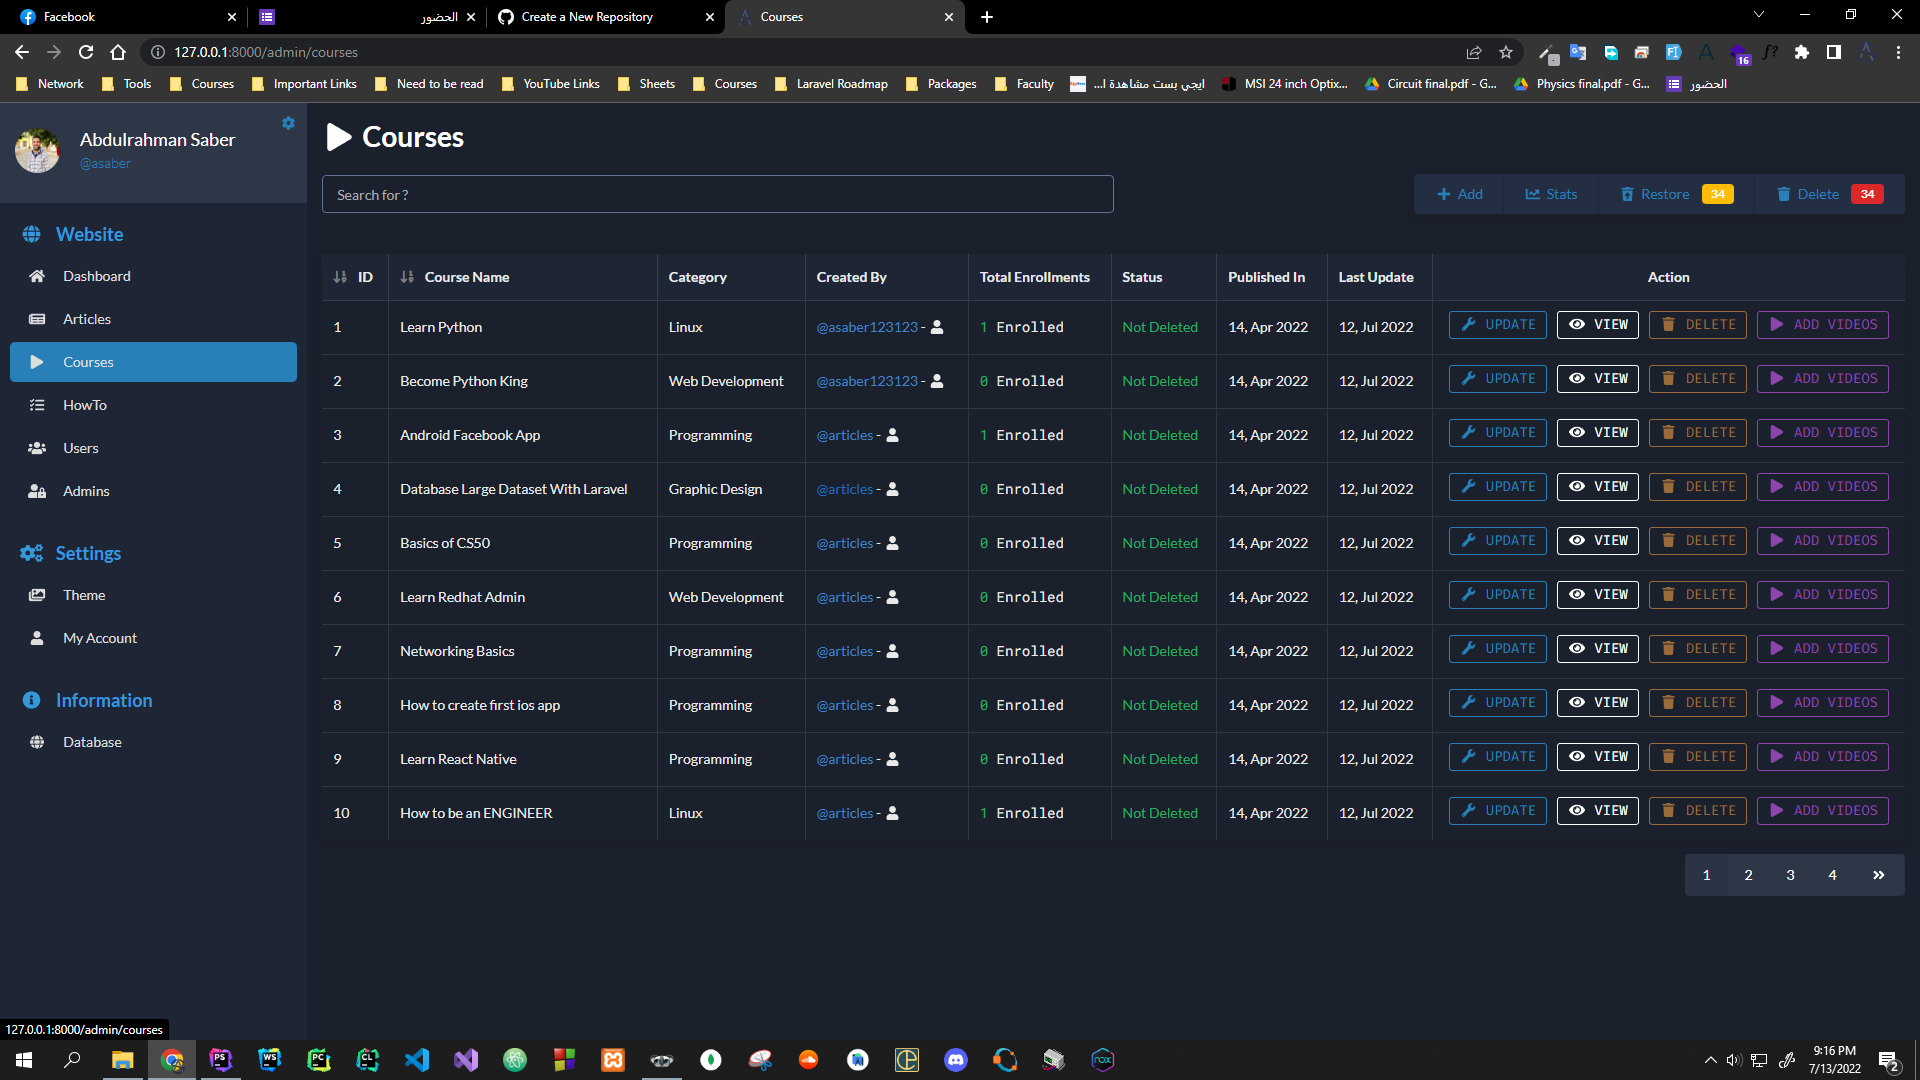 Facebook
الحضور
Create a New Repository
Courses
127.0.0.1:8000/admin/courses
16
f?
Network
Tools
Courses
Important Links
Need to be read
YouTube Links
Sheets
Courses
Laravel Roadmap
Packages
Faculty
ايجي بست مشاهدة ا...
MSI 24 inch Optix...
Circuit final.pdf - G...
Physics final.pdf - G...
الحضور
Abdulrahman Saber
@asaber
Website
Dashboard
Articles
Courses
HowTo
Users
Admins
Settings
Theme
My Account
Information
Database
Courses
Search for ?
Add
Stats
Restore 34
Delete 34
ID Course Name Category Created By Total Enrollments Status Published In Last Update Action
1 Learn Python Linux @asaber123123 - 1 Enrolled Not Deleted 14, Apr 2022 12, Jul 2022 UPDATE VIEW DELETE ADD VIDEOS
2 Become Python King Web Development @asaber123123 - 0 Enrolled Not Deleted 14, Apr 2022 12, Jul 2022 UPDATE VIEW DELETE ADD VIDEOS
3 Android Facebook App Programming @articles - 1 Enrolled Not Deleted 14, Apr 2022 12, Jul 2022 UPDATE VIEW DELETE ADD VIDEOS
4 Database Large Dataset With Laravel Graphic Design @articles - 0 Enrolled Not Deleted 14, Apr 2022 12, Jul 2022 UPDATE VIEW DELETE ADD VIDEOS
5 Basics of CS50 Programming @articles - 0 Enrolled Not Deleted 14, Apr 2022 12, Jul 2022 UPDATE VIEW DELETE ADD VIDEOS
6 Learn Redhat Admin Web Development @articles - 0 Enrolled Not Deleted 14, Apr 2022 12, Jul 2022 UPDATE VIEW DELETE ADD VIDEOS
7 Networking Basics Programming @articles - 0 Enrolled Not Deleted 14, Apr 2022 12, Jul 2022 UPDATE VIEW DELETE ADD VIDEOS
8 How to create first ios app Programming @articles - 0 Enrolled Not Deleted 14, Apr 2022 12, Jul 2022 UPDATE VIEW DELETE ADD VIDEOS
9 Learn React Native Programming @articles - 0 Enrolled Not Deleted 14, Apr 2022 12, Jul 2022 UPDATE VIEW DELETE ADD VIDEOS
10 How to be an ENGINEER Linux @articles - 1 Enrolled Not Deleted 14, Apr 2022 12, Jul 2022 UPDATE VIEW DELETE ADD VIDEOS
1 2 3 4 »
127.0.0.1:8000/admin/courses
PS
WS
PC
CL
nox
9:16 PM
7/13/2022
2